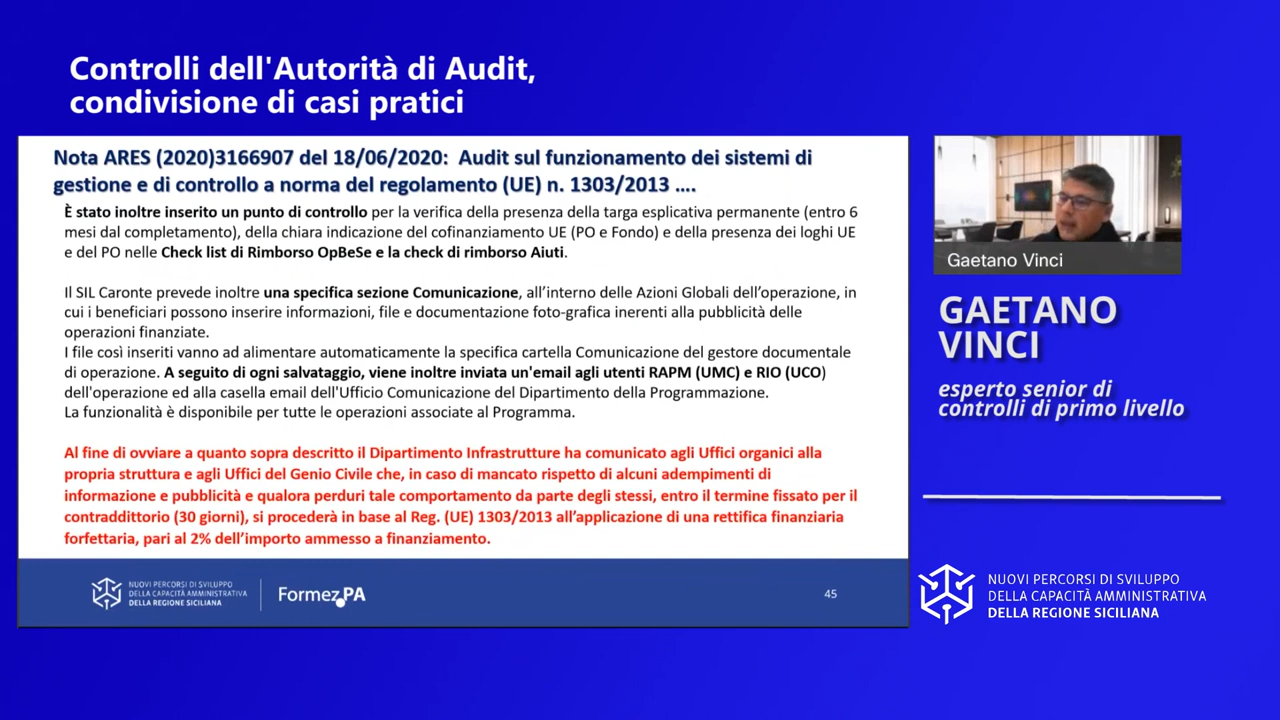 Controlli dell'Autorità di Audit,
condivisione di casi pratici
Nota ARES (2020)3166907 del 18/06/2020: Audit sul funzionamento dei sistemi di
gestione e di controllo a norma del regolamento (UE) n. 1303/2013 ....
È stato inoltre inserito un punto di controllo per la verifica della presenza della targa esplicativa permanente (entro 6
mesi dal completamento), della chiara indicazione del cofinanziamento UE (PO e Fondo) e della presenza dei loghi UE
e del PO nelle Check list di Rimborso OpBeSe e la check di rimborso Aiuti.
Il SIL Caronte prevede inoltre una specifica sezione Comunicazione, all'interno delle Azioni Globali dell'operazione, in
cui i beneficiari possono inserire informazioni, file e documentazione foto-grafica inerenti alla pubblicità delle
operazioni finanziate.
I file così inseriti vanno ad alimentare automaticamente la specifica cartella Comunicazione del gestore documentale
di operazione. A seguito di ogni salvataggio, viene inoltre inviata un'email agli utenti RAPM (UMC) e RIO (UCO)
dell'operazione ed alla casella email dell'Ufficio Comunicazione del Dipartimento della Programmazione.
La funzionalità è disponibile per tutte le operazioni associate al Programma.
Al fine di ovviare a quanto sopra descritto il Dipartimento Infrastrutture ha comunicato agli Uffici organici alla
propria struttura e agli Uffici del Genio Civile che, in caso di mancato rispetto di alcuni adempimenti di
informazione e pubblicità e qualora perduri tale comportamento da parte degli stessi, entro il termine fissato per il
contraddittorio (30 giorni), si procederà in base al Reg. (UE) 1303/2013 all'applicazione di una rettifica finanziaria
forfettaria, pari al 2% dell'importo ammesso a finanziamento.
NUOVI PERCORSI DI SVILUPPO
DELLA CAPACITÀ AMMINISTRATIVA
DELLA REGIONE SICILIANA
FormezPA
45
Gaetano Vinci
GAETANO
VINCI
esperto senior di
controlli di primo livello
NUOVI PERCORSI DI SVILUPPO
DELLA CAPACITÀ AMMINISTRATIVA
DELLA REGIONE SICILIANA